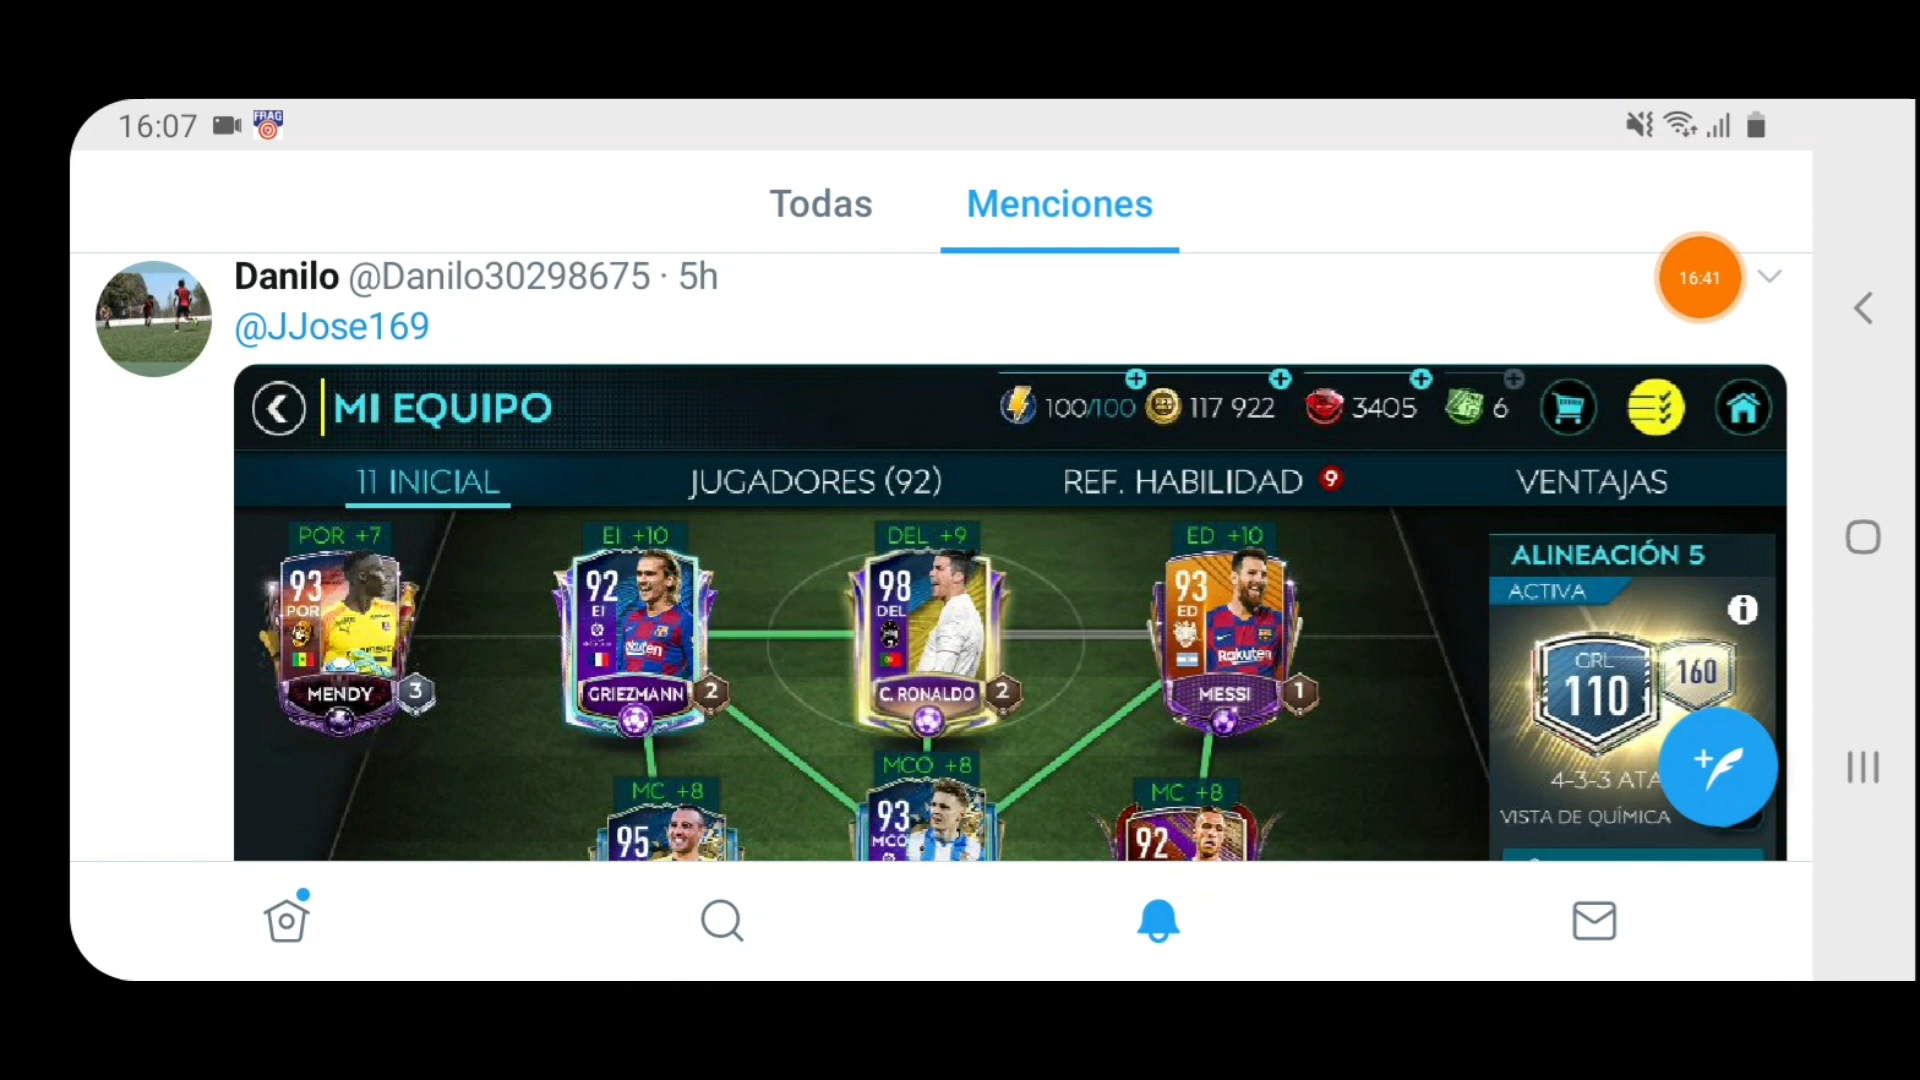 16:07 FRAG
Todas Menciones
Danilo @Danilo30298675 · 5h
16:41
@JJose169
MI EQUIPO 100/100 117 922 3405 6
11 INICIAL JUGADORES (92) REF. HABILIDAD 9 VENTAJAS
POR +7 EI +10 DEL +9 ED +10
93 POR MENDY 3
92 EI GRIEZMANN 2
98 DEL C. RONALDO 2
93 ED Rakuten MESSI 1
ALINEACIÓN 5
ACTIVA
GRL 110 160
4-3-3 ATA
VISTA DE QUÍMICA
MC +8 MCO +8 MC +8
95 93 MCO 92